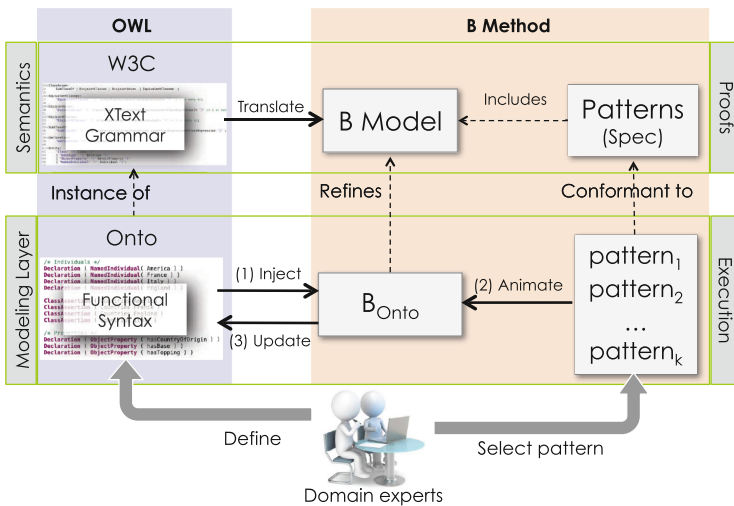 OWL
B Method
Semantics
Proofs
W3C
XText
Grammar
Translate
B Model
Includes
Patterns
(Spec)
Instance of
Refines
Conformant to
Modeling Layer
Execution
Onto
/* Individuals */
Declaration ( NamedIndividual( America ) )
Declaration ( NamedIndividual( France ) )
Declaration ( NamedIndividual( Italy ) )
Functional
Syntax
Declaration ( ObjectProperty ( hasCountryOfOrigin ) )
Declaration ( ObjectProperty ( hasBase ) )
Declaration ( ObjectProperty ( hasTopping ) )
(1) Inject
(3) Update
BOnto
(2) Animate
pattern1
pattern2
...
patternk
Define
Select pattern
Domain experts